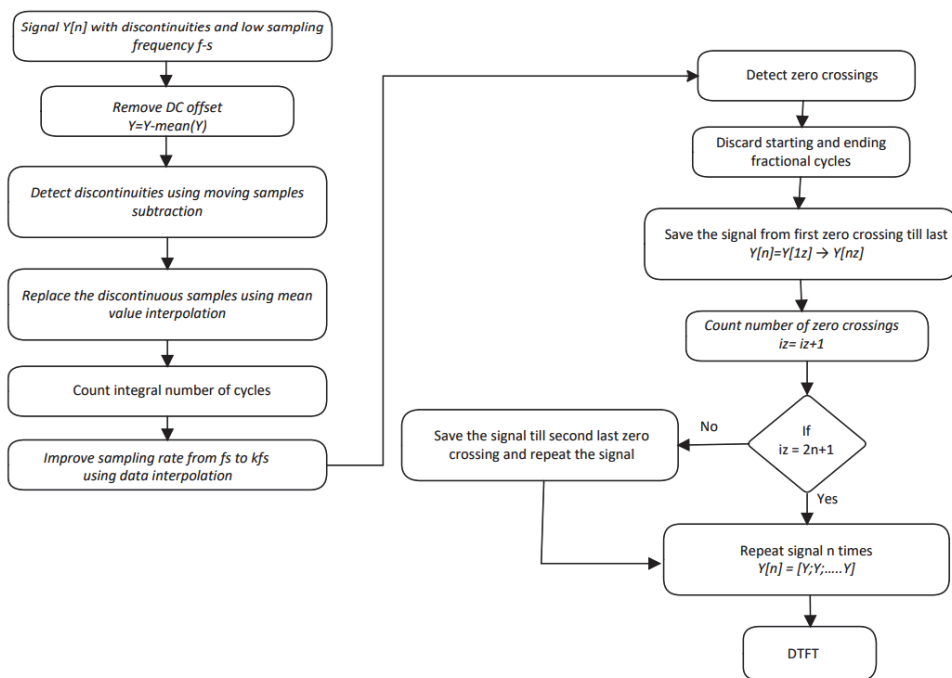 Signal Y[n] with discontinuities and low sampling
frequency f-s
Remove DC offset
Y=Y-mean(Y)
Detect discontinuities using moving samples
subtraction
Replace the discontinuous samples using mean
value interpolation
Count integral number of cycles
Improve sampling rate from fs to kfs
using data interpolation
Detect zero crossings
Discard starting and ending
fractional cycles
Save the signal from first zero crossing till last
Y[n]=Y[1z] → Y[nz]
Count number of zero crossings
iz= iz+1
If
iz = 2n+1
No
Save the signal till second last zero
crossing and repeat the signal
Yes
Repeat signal n times
Y[n] = [Y;Y;.....Y]
DTFT